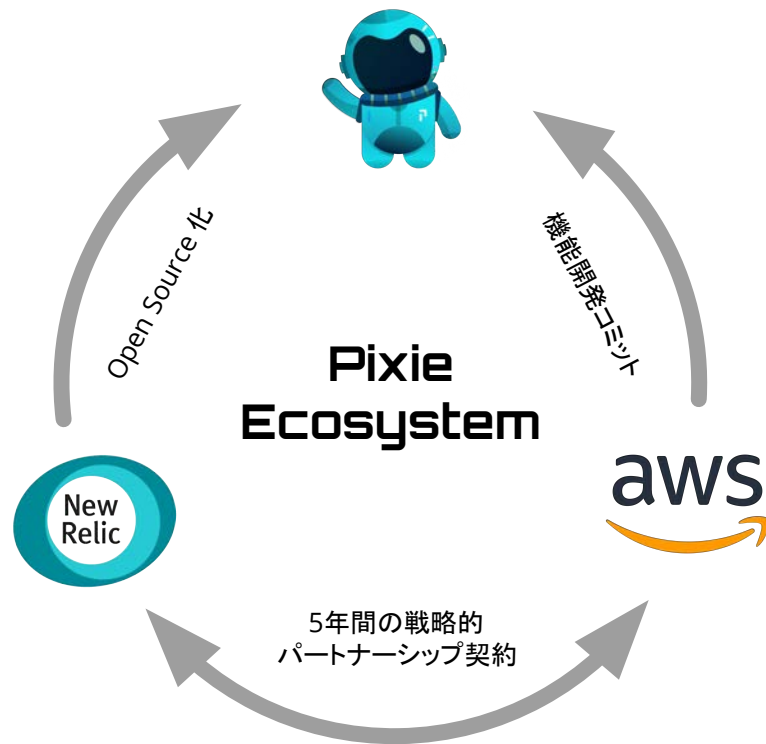 Open Source 化
機能開発コミット
Pixie
Ecosystem
New
Relic
aws
5年間の戦略的
パートナーシップ契約